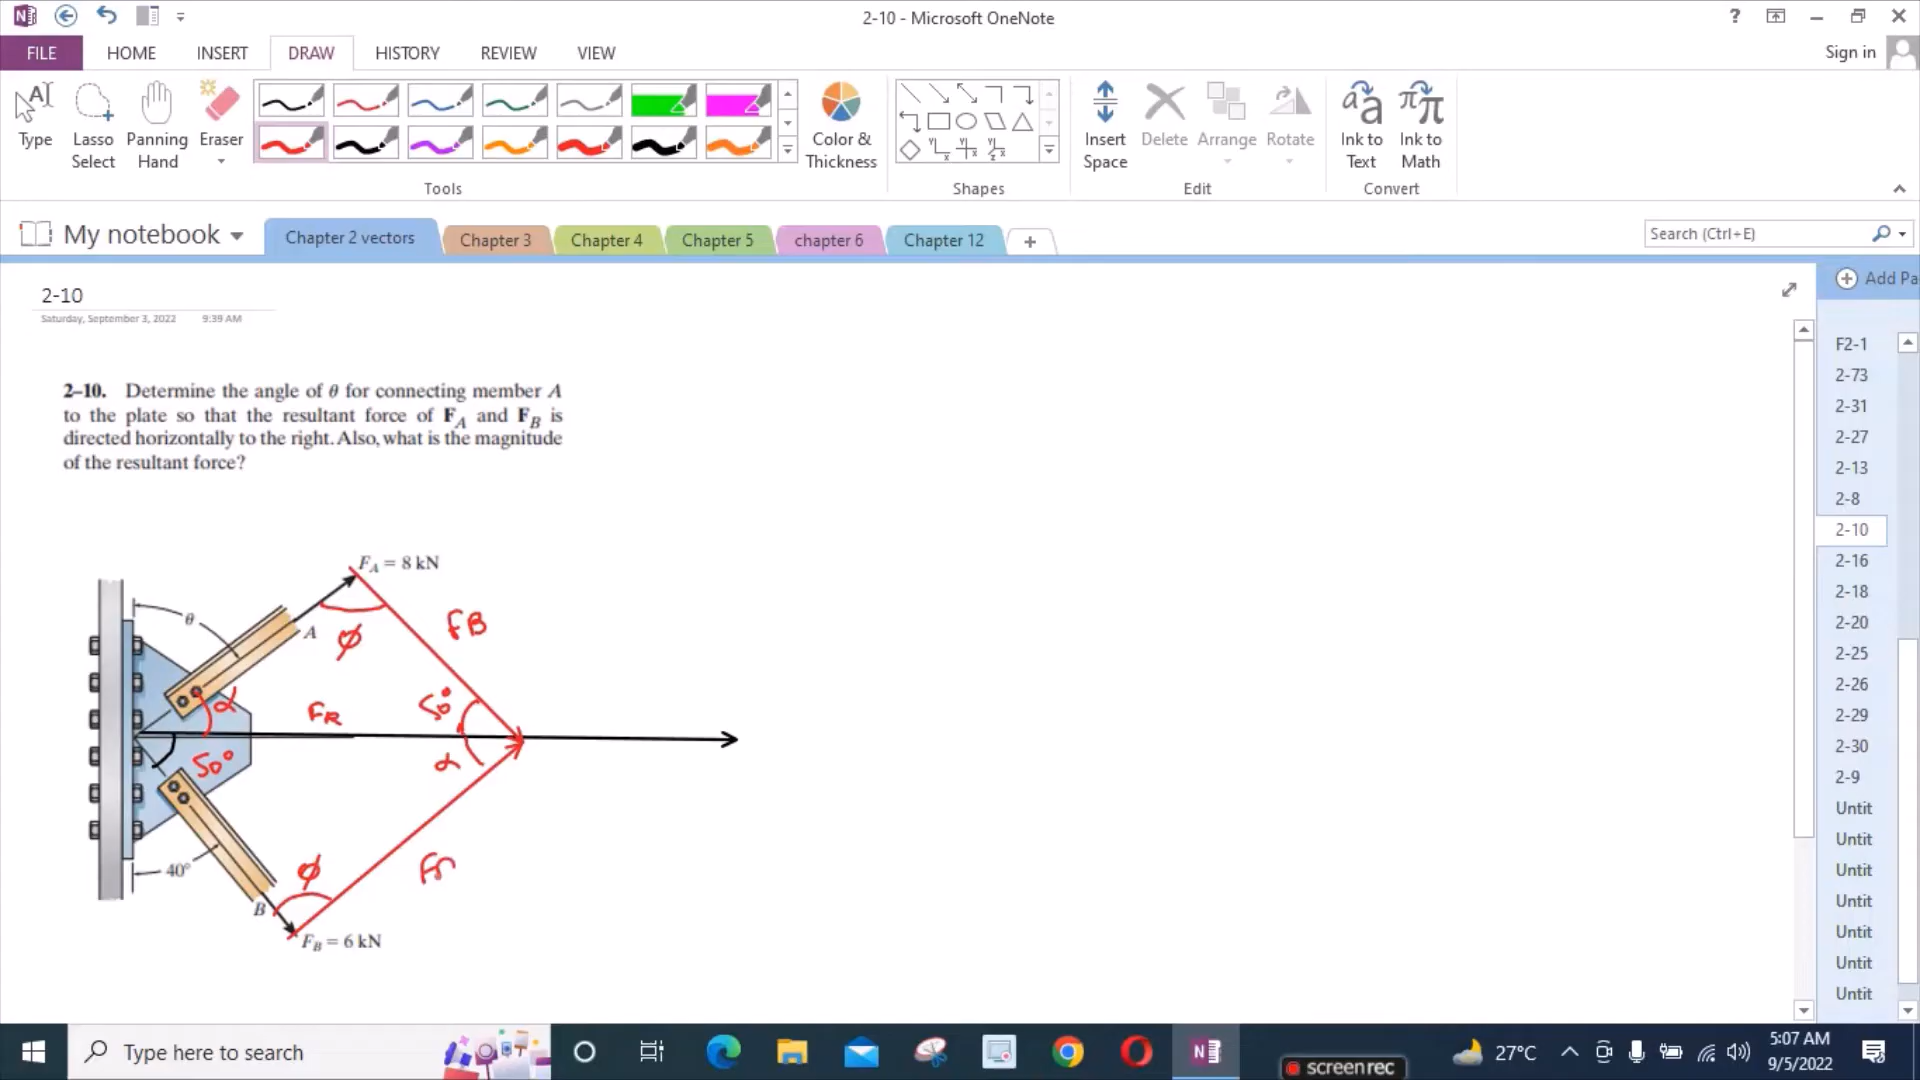 2-10 - Microsoft OneNote
?
FILE HOME INSERT DRAW HISTORY REVIEW VIEW
Sign in
Type
Lasso Select
Panning Hand
Eraser
Color & Thickness
Insert Space
Delete
Arrange
Rotate
Ink to Text
Ink to Math
Tools
Shapes
Edit
Convert
My notebook
Chapter 2 vectors
Chapter 3
Chapter 4
Chapter 5
chapter 6
Chapter 12
Search (Ctrl+E)
2-10
Saturday, September 3, 2022 9:39 AM
2–10. Determine the angle of θ for connecting member A
to the plate so that the resultant force of F_A and F_B is
directed horizontally to the right. Also, what is the magnitude
of the resultant force?
F_A = 8 kN
θ
A
ϕ
FB
α
FR
50°
50°
α
40°
ϕ
B
F_B = 6 kN
Add Pa
F2-1
2-73
2-31
2-27
2-13
2-8
2-10
2-16
2-18
2-20
2-25
2-26
2-29
2-30
2-9
Untit
Untit
Untit
Untit
Untit
Untit
Untit
Type here to search
screenrec
27°C
5:07 AM
9/5/2022